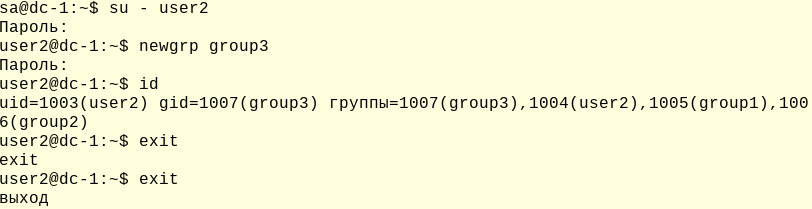 sa@dc-1:~$ su - user2
Пароль:
user2@dc-1:~$ newgrp group3
Пароль:
user2@dc-1:~$ id
uid=1003(user2) gid=1007(group3) группы=1007(group3),1004(user2),1005(group1),100
6(group2)
user2@dc-1:~$ exit
exit
user2@dc-1:~$ exit
выход